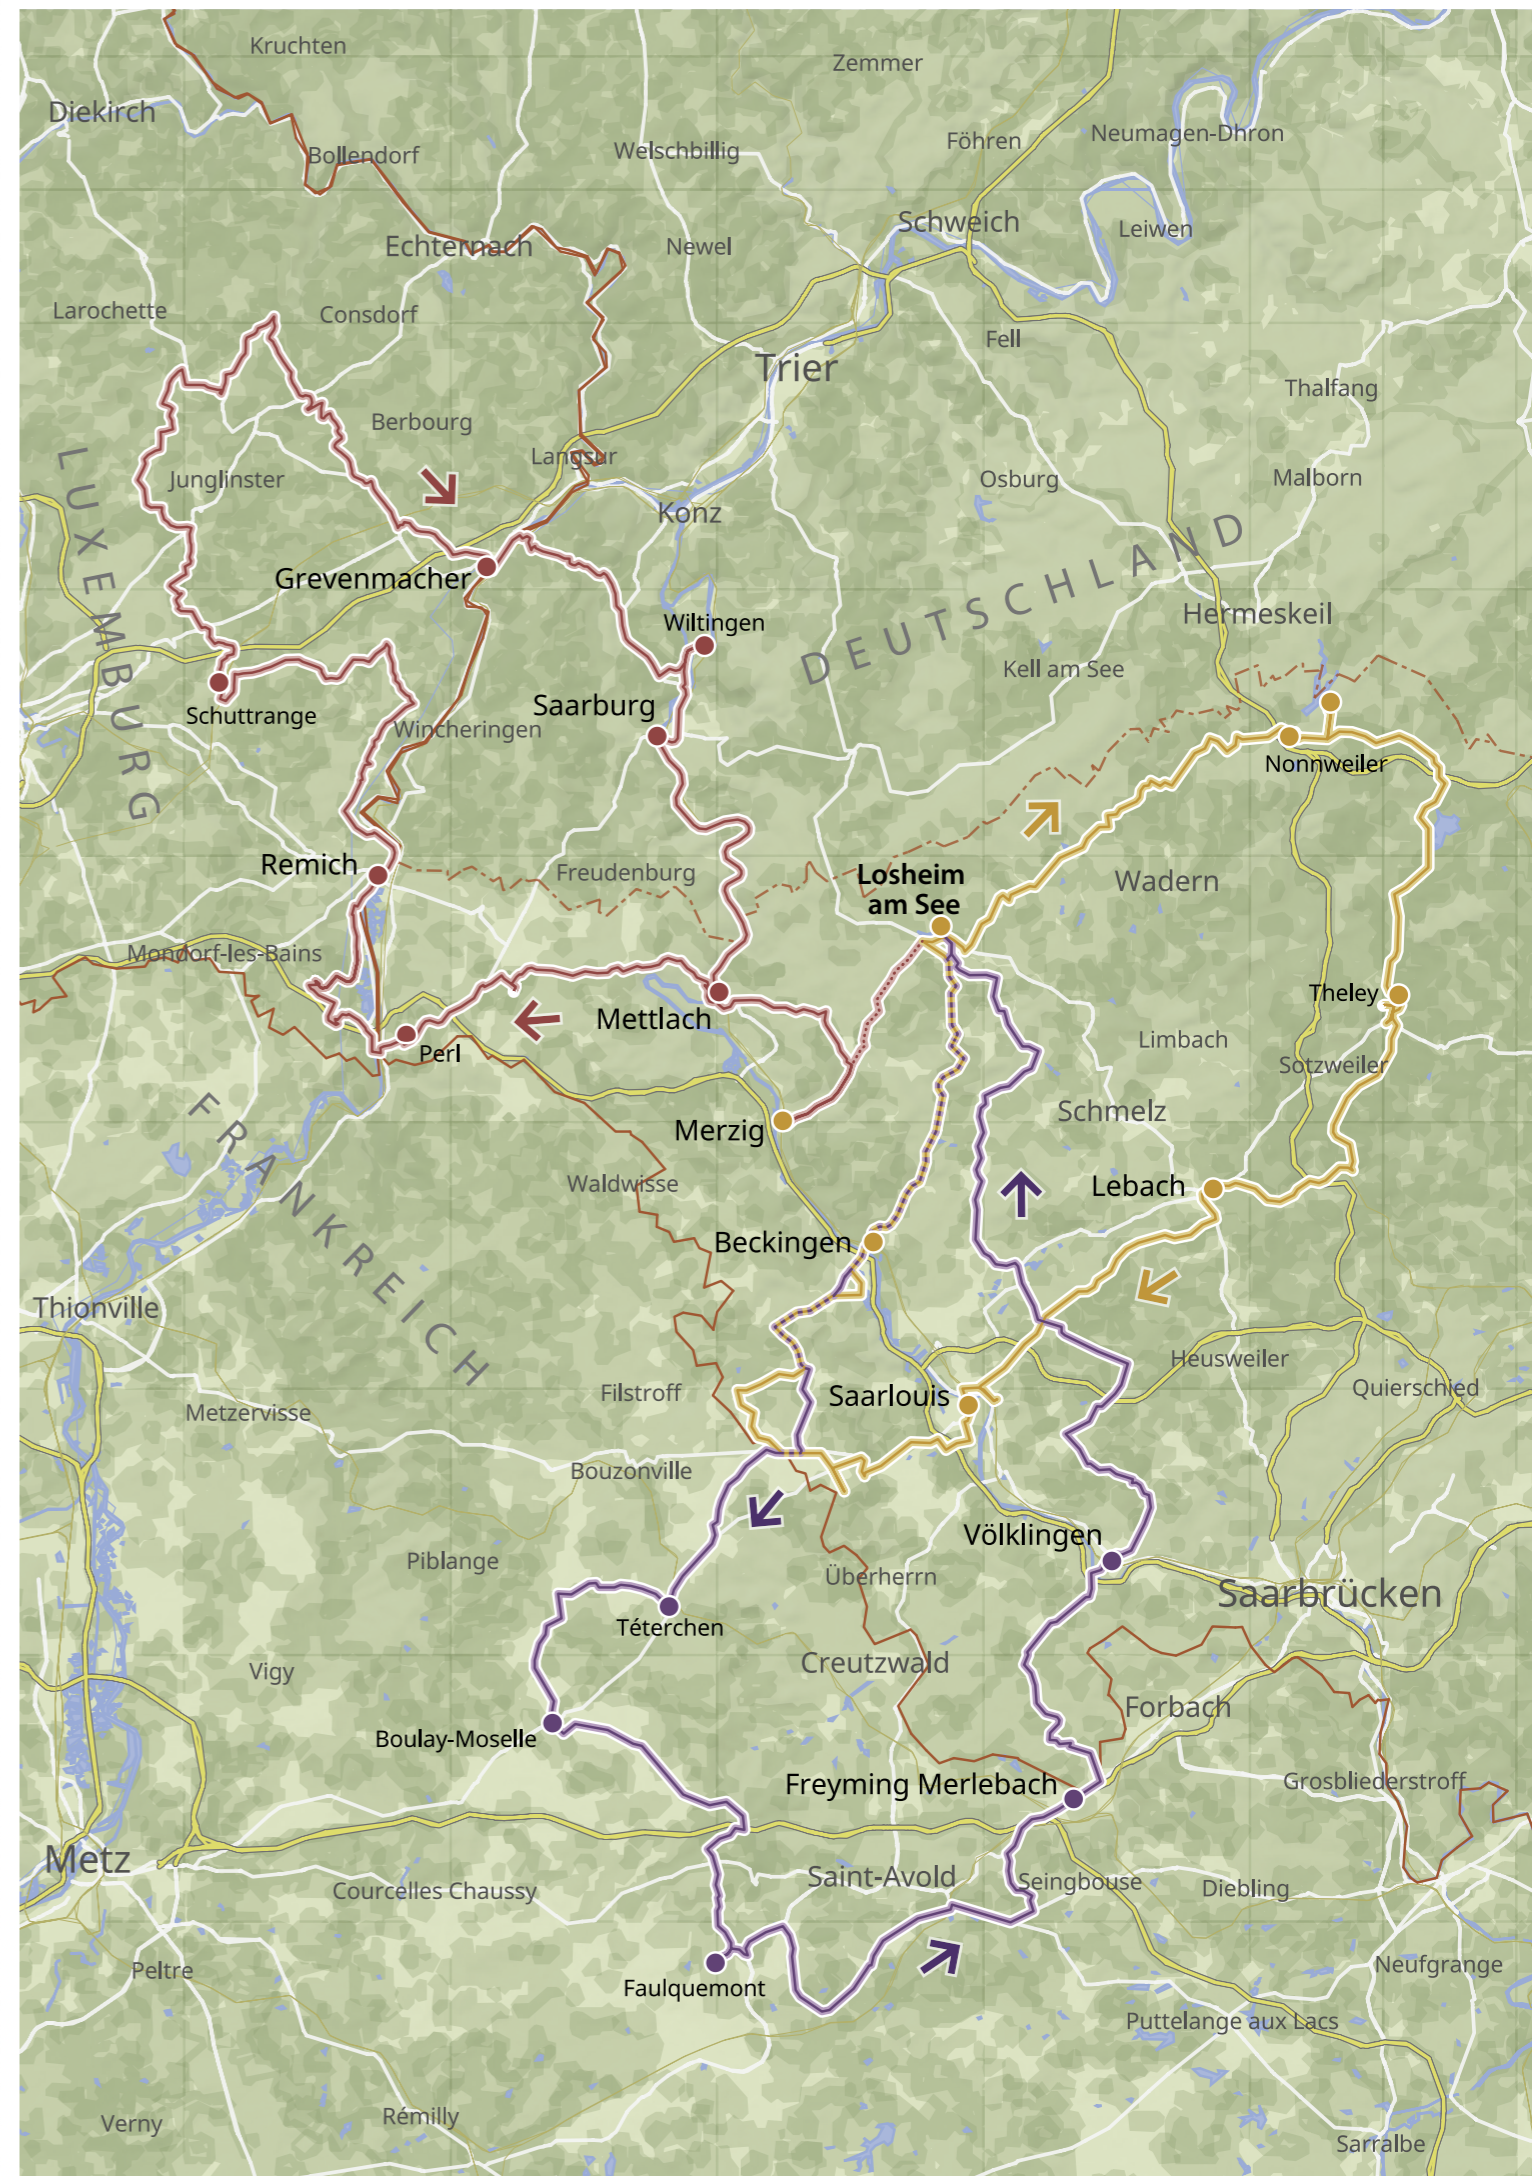 Kruchten
Zemmer
Diekirch
Neumagen-Dhron
Föhren
Welschbillig
Bollendorf
Schweich
Leiwen
Echternach
Newel
Larochette
Consdorf
Fell
Trier
Thalfang
Berbourg
Langsur
Junglinster
Osburg
Malborn
Konz
LUXEMBURG
DEUTSCHLAND
Grevenmacher
Hermeskeil
Wiltingen
Kell am See
Saarburg
Schuttrange
Wincheringen
Nonnweiler
Remich
Freudenburg
Losheim
am See
Wadern
Mondorf-les-Bains
Theley
Mettlach
Limbach
Perl
Sotzweiler
FRANKREICH
Schmelz
Merzig
Waldwisse
Lebach
Beckingen
Thionville
Heusweiler
Filstroff
Saarlouis
Quierschied
Metzervisse
Bouzonville
Völklingen
Piblange
Überherrn
Saarbrücken
Téterchen
Vigy
Creutzwald
Forbach
Boulay-Moselle
Freyming Merlebach
Grosbliederstroff
Metz
Saint-Avold
Seingbouse
Diebling
Courcelles Chaussy
Peltre
Neufgrange
Faulquemont
Puttelange aux Lacs
Verny
Rémilly
Sarralbe